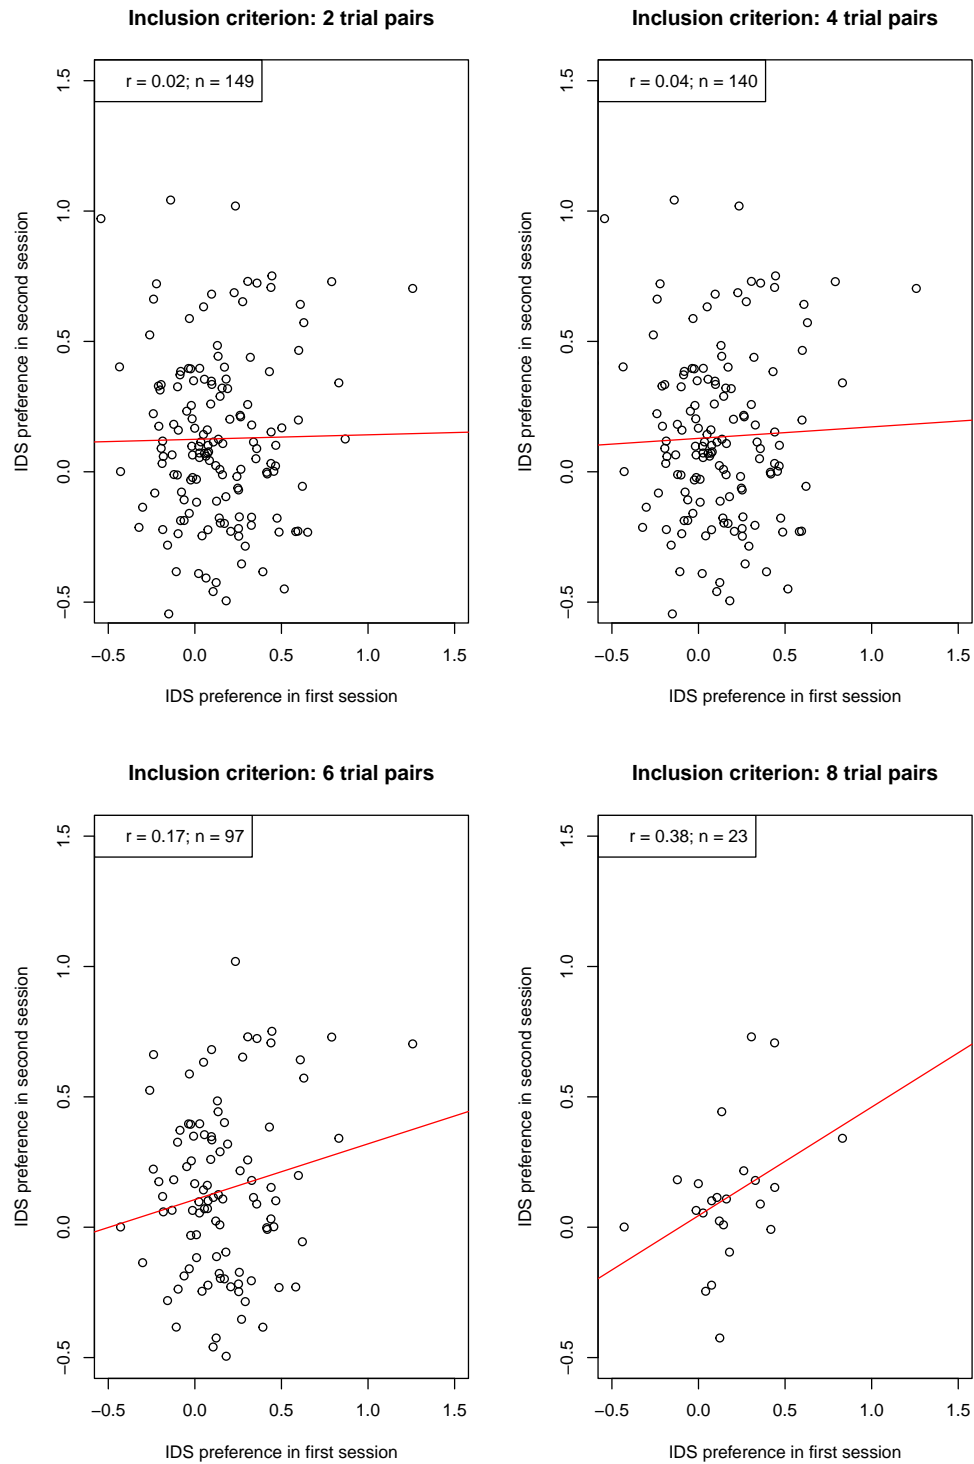 Inclusion criterion: 2 trial pairs
r = 0.02; n = 149
1.5
1.0
0.5
0.0
−0.5
IDS preference in second session
−0.5 0.0 0.5 1.0 1.5
IDS preference in first session
Inclusion criterion: 4 trial pairs
r = 0.04; n = 140
1.5
1.0
0.5
0.0
−0.5
IDS preference in second session
−0.5 0.0 0.5 1.0 1.5
IDS preference in first session
Inclusion criterion: 6 trial pairs
r = 0.17; n = 97
1.5
1.0
0.5
0.0
−0.5
IDS preference in second session
−0.5 0.0 0.5 1.0 1.5
IDS preference in first session
Inclusion criterion: 8 trial pairs
r = 0.38; n = 23
1.5
1.0
0.5
0.0
−0.5
IDS preference in second session
−0.5 0.0 0.5 1.0 1.5
IDS preference in first session